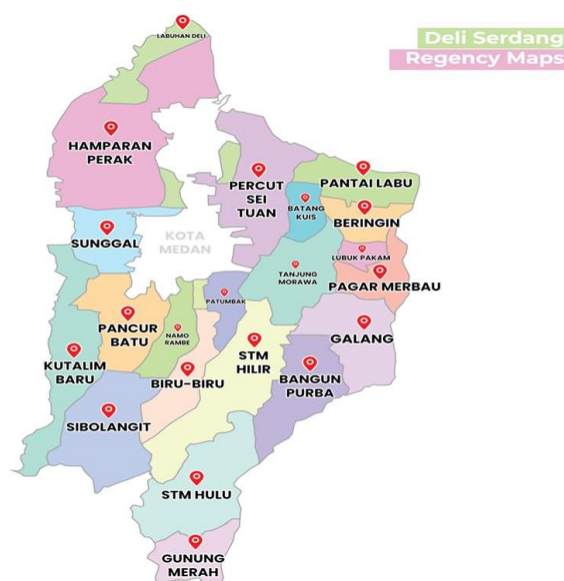 LABUHAN DELI
Deli Serdang
Regency Maps
HAMPARAN
PERAK
PERCUT
SEI
TUAN
PANTAI LABU
BATANG
KUIS
BERINGIN
SUNGGAL
KOTA
MEDAN
LUBUK PAKAM
TANJUNG
MORAWA
PAGAR MERBAU
PATUMBAK
PANCUR
BATU
NAMO
RAMBE
STM
HILIR
GALANG
KUTALIM
BARU
BIRU-BIRU
BANGUN
PURBA
SIBOLANGIT
STM HULU
GUNUNG
MERAH